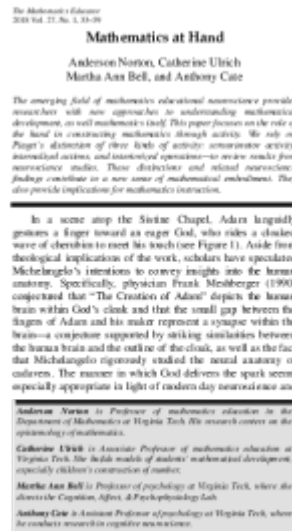 The Mathematics Educator
2018 Vol. 27, No. 1, 33–59
Mathematics at Hand
Anderson Norton, Catherine Ulrich
Martha Ann Bell, and Anthony Cate
The emerging field of mathematics educational neuroscience provide
researchers with new approaches to understanding mathematica
development, as well mathematics itself. This paper focuses on the role o
the hand in constructing mathematics through activity. We rely o
Piaget's distinction of three kinds of activity: sensorimotor activity
internalized actions, and interiorized operations—to review results fro
neuroscience studies. These distinctions and related neuroscienc
findings contribute to a new sense of mathematical embodiment. The
also provide implications for mathematics instruction.
In a scene atop the Sistine Chapel, Adam languidl
gestures a finger toward an eager God, who rides a cloaked
wave of cherubim to meet his touch (see Figure 1). Aside from
theological implications of the work, scholars have speculate
Michelangelo's intentions to convey insights into the human
anatomy. Specifically, physician Frank Meshberger (1990
conjectured that "The Creation of Adam" depicts the human
brain within God's cloak and that the small gap between th
fingers of Adam and his maker represent a synapse within th
brain—a conjecture supported by striking similarities between
the human brain and the outline of the cloak, as well as the fac
that Michelangelo rigorously studied the neural anatomy o
cadavers. The manner in which God delivers the spark seem
especially appropriate in light of modern day neuroscience and
Anderson Norton is Professor of mathematics education in the
Department of Mathematics at Virginia Tech. His research centers on the
epistemology of mathematics.
Catherine Ulrich is Associate Professor of mathematics education at
Virginia Tech. She builds models of students' mathematical development,
especially children's construction of number.
Martha Ann Bell is Professor of psychology at Virginia Tech, where she
directs the Cognition, Affect, & Psychophysiology Lab.
Anthony Cate is Assistant Professor of psychology at Virginia Tech, where
he conducts research in cognitive neuroscience.